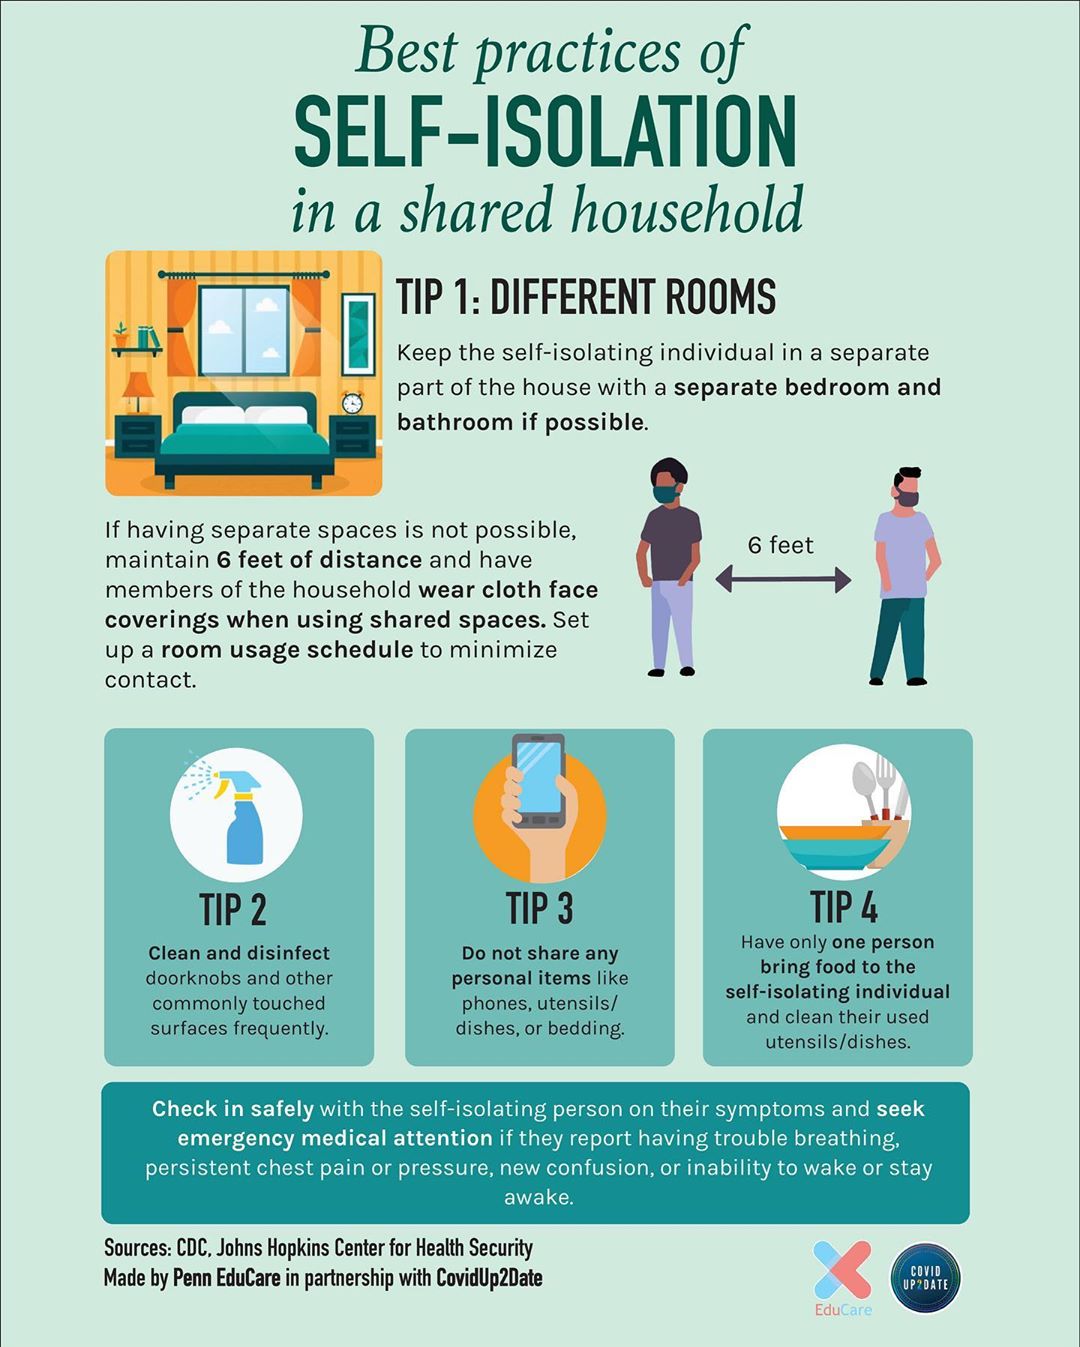 Best practices of
SELF-ISOLATION
in a shared household
TIP 1: DIFFERENT ROOMS
Keep the self-isolating individual in a separate
part of the house with a separate bedroom and
bathroom if possible.
If having separate spaces is not possible,
maintain 6 feet of distance and have
members of the household wear cloth face
coverings when using shared spaces. Set
up a room usage schedule to minimize
contact.
6 feet
TIP 2
Clean and disinfect
doorknobs and other
commonly touched
surfaces frequently.
TIP 3
Do not share any
personal items like
phones, utensils/
dishes, or bedding.
TIP 4
Have only one person
bring food to the
self-isolating individual
and clean their used
utensils/dishes.
Check in safely with the self-isolating person on their symptoms and seek
emergency medical attention if they report having trouble breathing,
persistent chest pain or pressure, new confusion, or inability to wake or stay
awake.
Sources: CDC, Johns Hopkins Center for Health Security
Made by Penn EduCare in partnership with CovidUp2Date
EduCare
COVID
UP2DATE